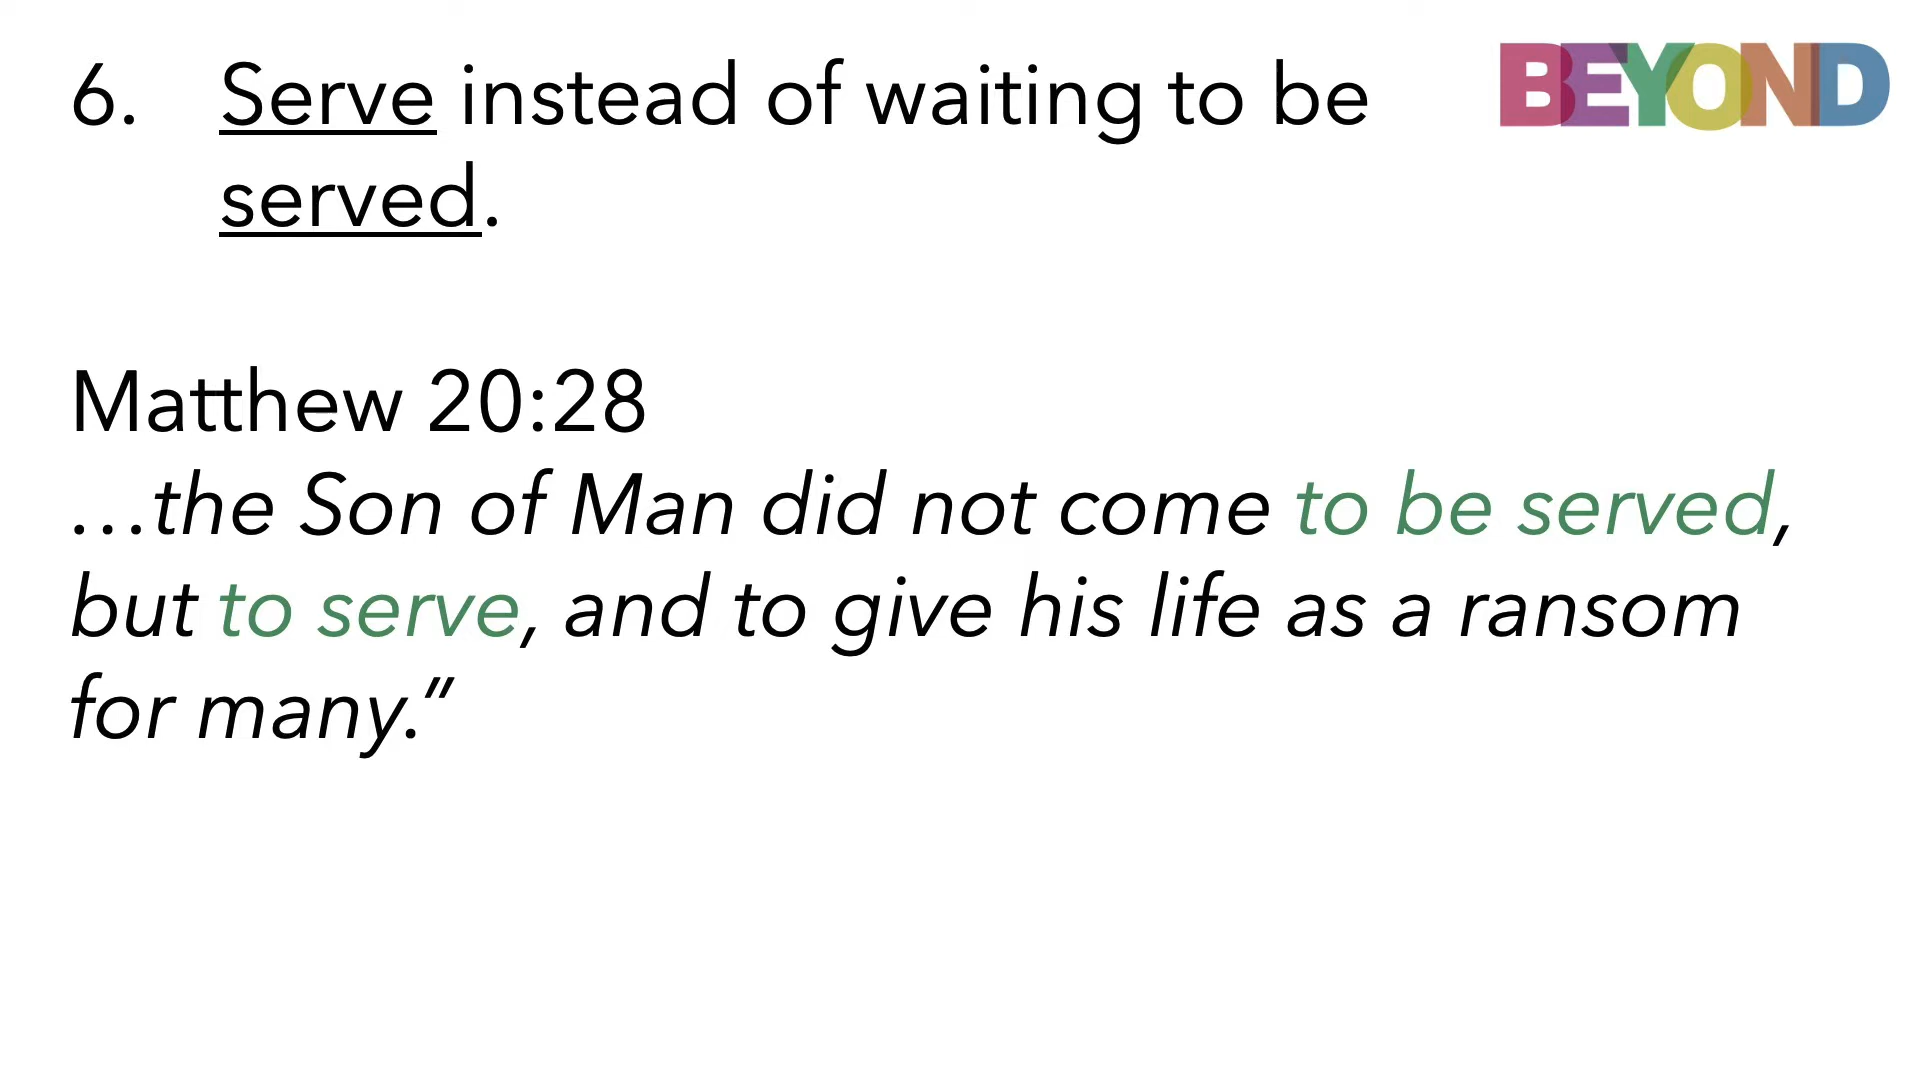 6. Serve instead of waiting to be
served.
BEYOND
Matthew 20:28
…the Son of Man did not come to be served,
but to serve, and to give his life as a ransom
for many.”